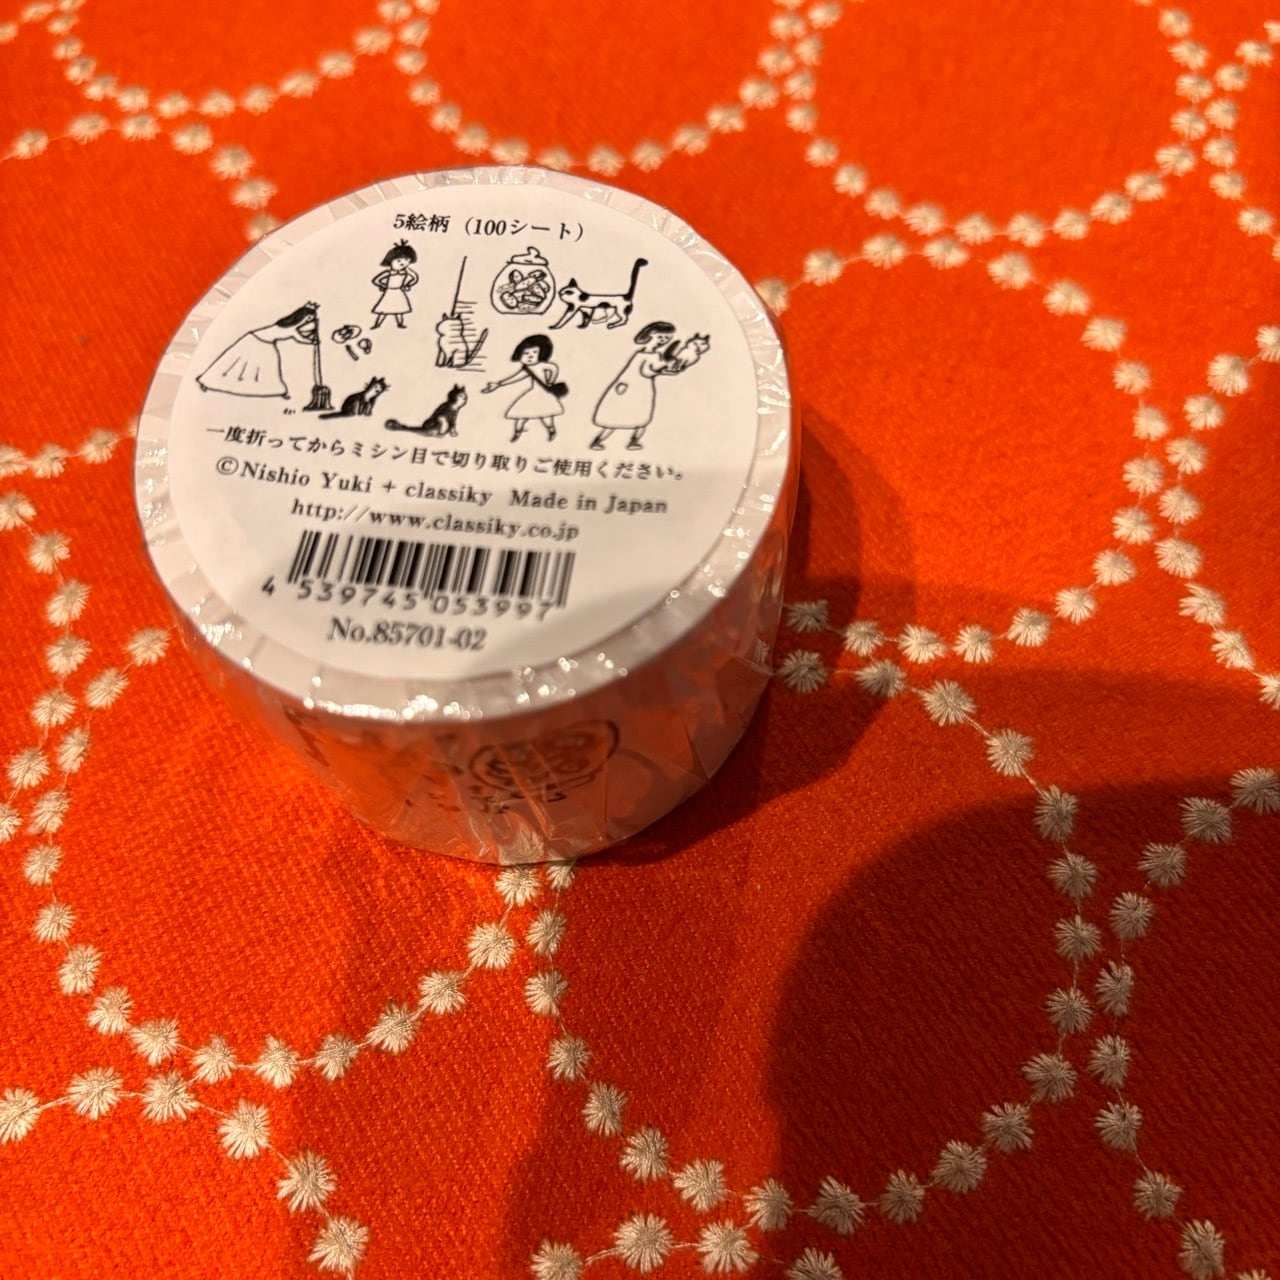 5絵柄（100シート）
一度折ってからミシン目で切り取りご使用ください。
©Nishio Yuki + classiky Made in Japan
http://www.classiky.co.jp
4 539745 053997
No.85701-02